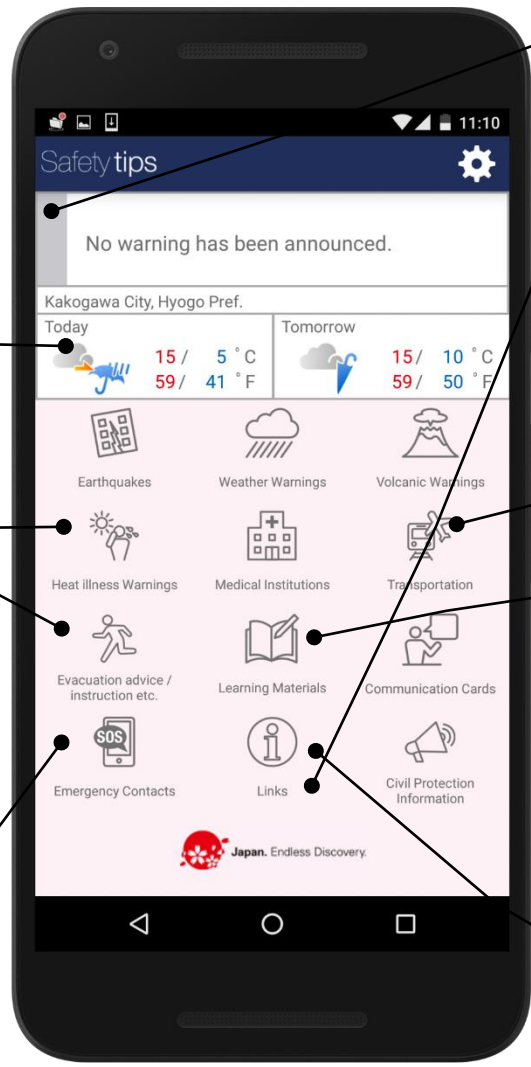 11:10
Safety tips
No warning has been announced.
Kakogawa City, Hyogo Pref.
Today
15 / 5 °C
59 / 41 °F
Tomorrow
15 / 10 °C
59 / 50 °F
Earthquakes
Weather Warnings
Volcanic Warnings
Heat illness Warnings
Medical Institutions
Transportation
Evacuation advice /
instruction etc.
Learning Materials
Communication Cards
SOS
Emergency Contacts
Links
Civil Protection
Information
Japan. Endless Discovery.